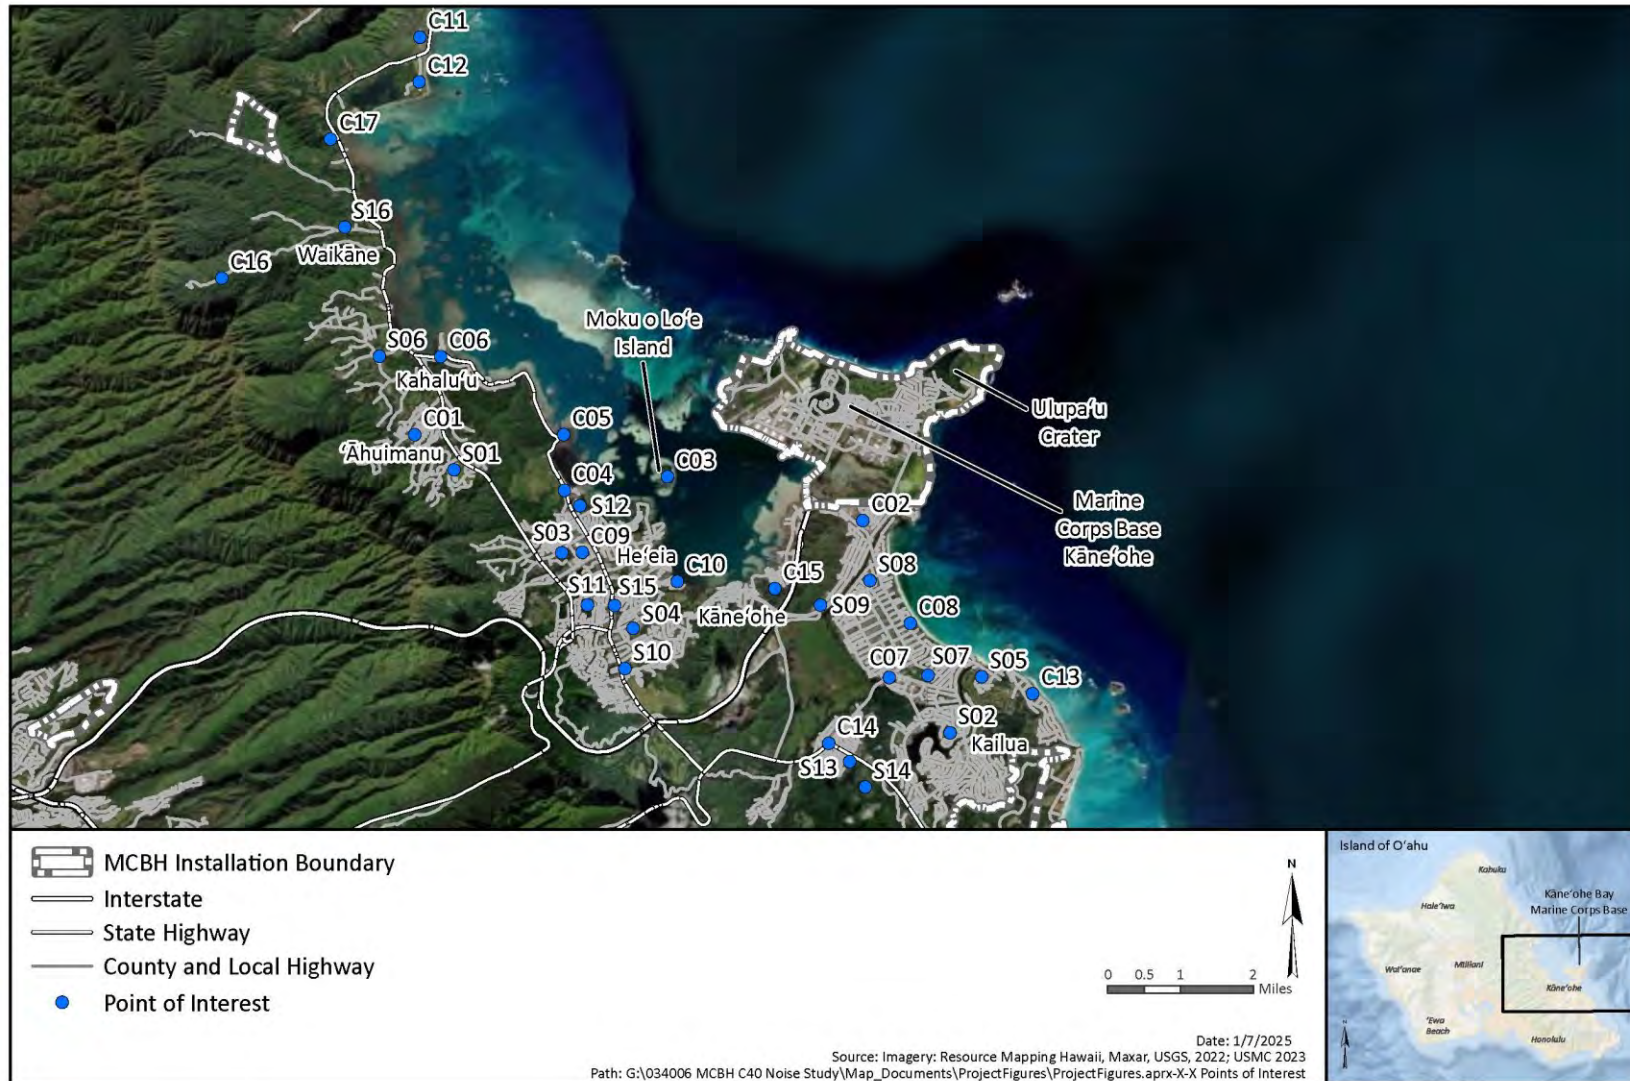 C11
C12
C17
S16
Waikāne
C16
Moku o Loʻe
Island
S06
C06
Kahaluʻu
Ulupaʻu
Crater
C01
C05
ʻĀhuimanu
S01
C03
C04
S12
Marine
Corps Base
Kāneʻohe
C02
S03
C09
Heʻeia
C10
C15
S08
S11
S15
S09
S04
Kāneʻohe
C08
S10
C07
S07
S05
C13
C14
S02
Kailua
S13
S14
MCBH Installation Boundary
Interstate
State Highway
County and Local Highway
Point of Interest
N
0 0.5 1 2
Miles
Date: 1/7/2025
Source: Imagery: Resource Mapping Hawaii, Maxar, USGS, 2022; USMC 2023
Path: G:\034006 MCBH C40 Noise Study\Map_Documents\ProjectFigures\ProjectFigures.aprx-X-X Points of Interest
Island of Oʻahu
Kahuku
Kāneʻohe Bay
Marine Corps Base
Haleʻiwa
Waiʻanae
Mililani
Kāneʻohe
ʻEwa
Beach
Honolulu